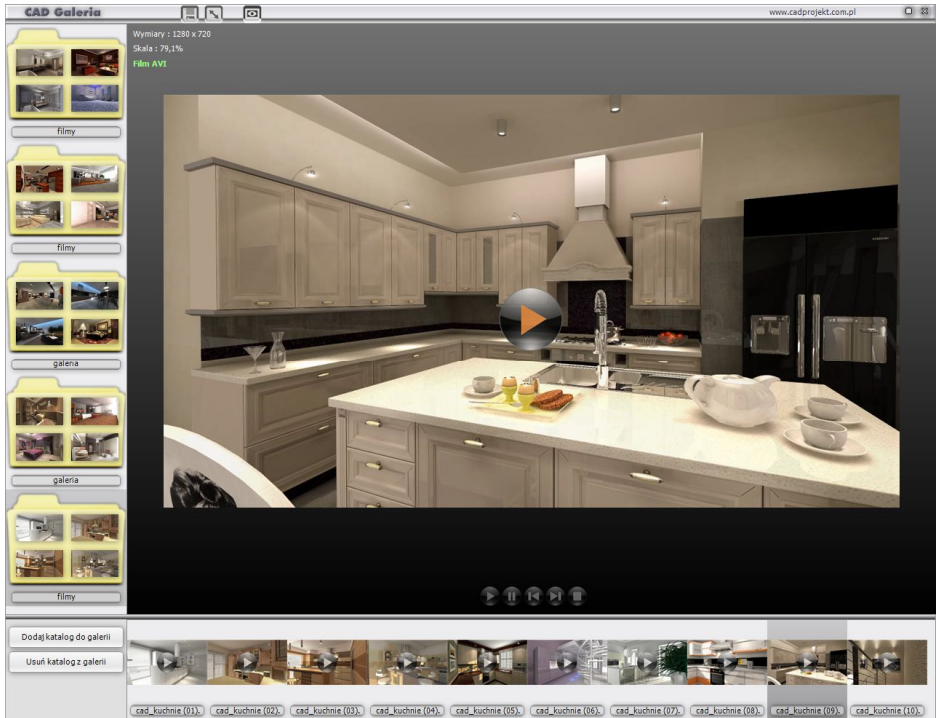 CAD Galeria
www.cadprojekt.com.pl
Wymiary : 1280 x 720
Skala : 79,1%
Film AVI
filmy
filmy
galeria
galeria
filmy
Dodaj katalog do galerii
Usuń katalog z galerii
cad_kuchnie (01). cad_kuchnie (02). cad_kuchnie (03). cad_kuchnie (04). cad_kuchnie (05). cad_kuchnie (06). cad_kuchnie (07). cad_kuchnie (08). cad_kuchnie (09). cad_kuchnie (10).